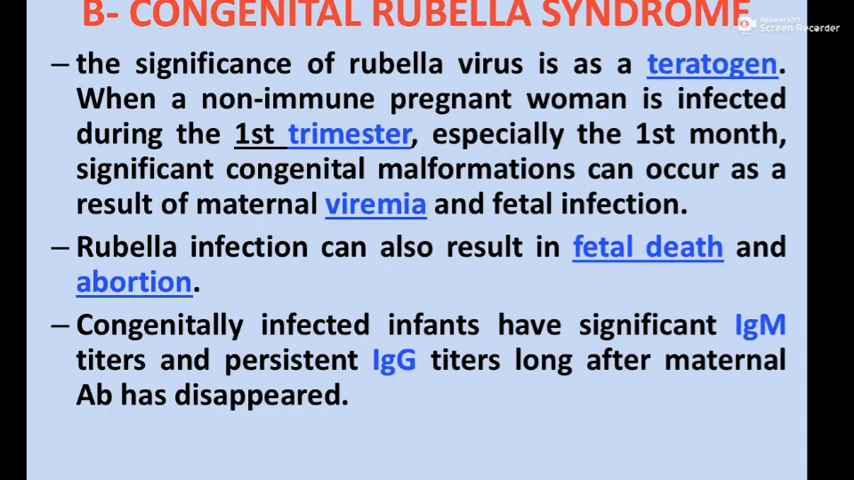 B- CONGENITAL RUBELLA SYNDROME
Apowersoft
Screen Recorder
– the significance of rubella virus is as a teratogen.
When a non-immune pregnant woman is infected
during the 1st trimester, especially the 1st month,
significant congenital malformations can occur as a
result of maternal viremia and fetal infection.
– Rubella infection can also result in fetal death and
abortion.
– Congenitally infected infants have significant IgM
titers and persistent IgG titers long after maternal
Ab has disappeared.